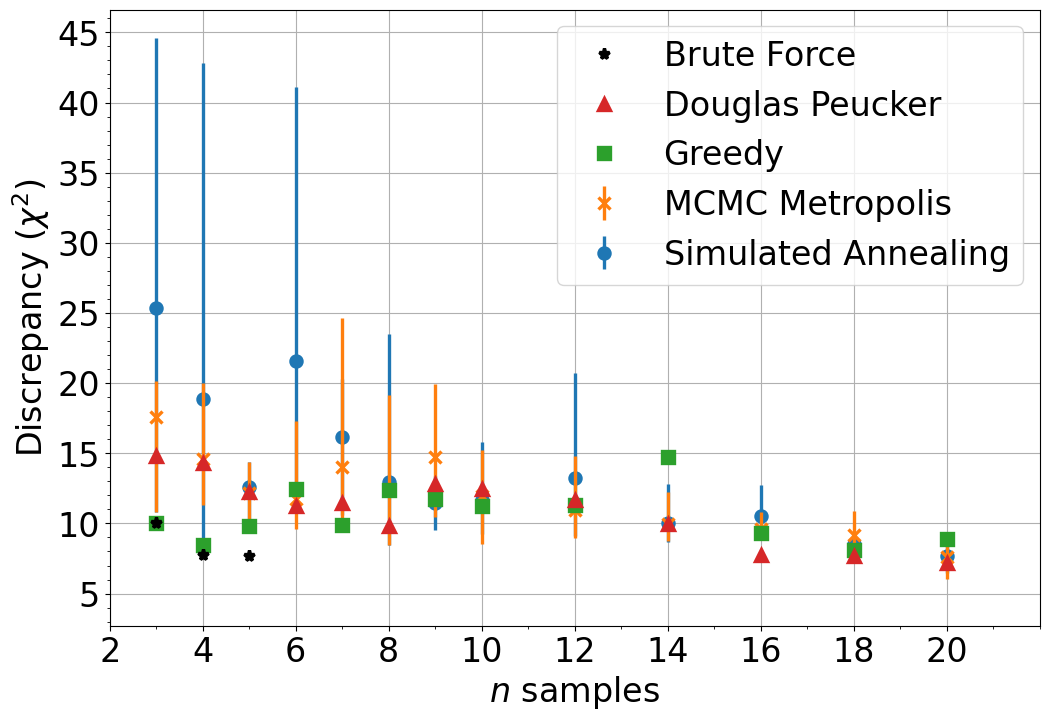 45
40
35
30
25
20
15
10
5
Discrepancy (χ²)
Brute Force
Douglas Peucker
Greedy
MCMC Metropolis
Simulated Annealing
2 4 6 8 10 12 14 16 18 20
n samples